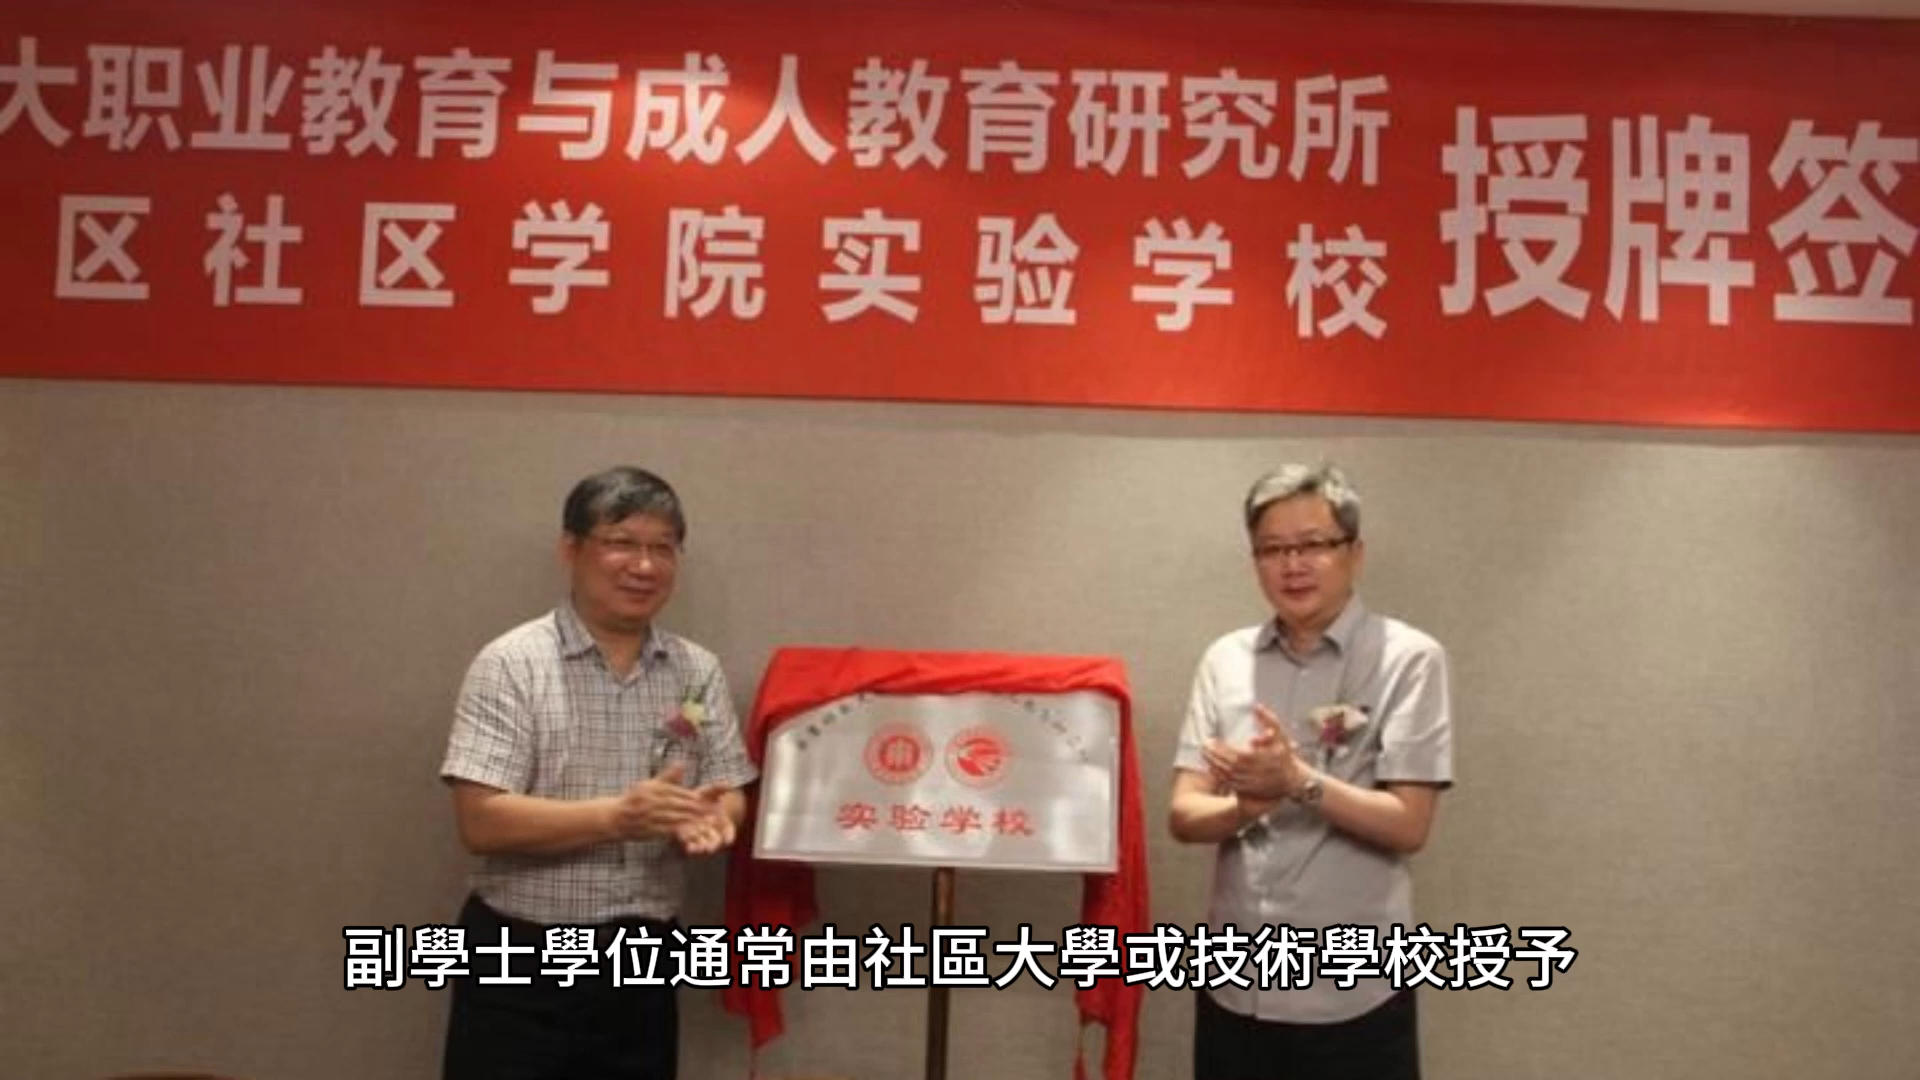 大职业教育与成人教育研究所
区社区学院实验学校
授牌签
实验学校
副學士學位通常由社區大學或技術學校授予